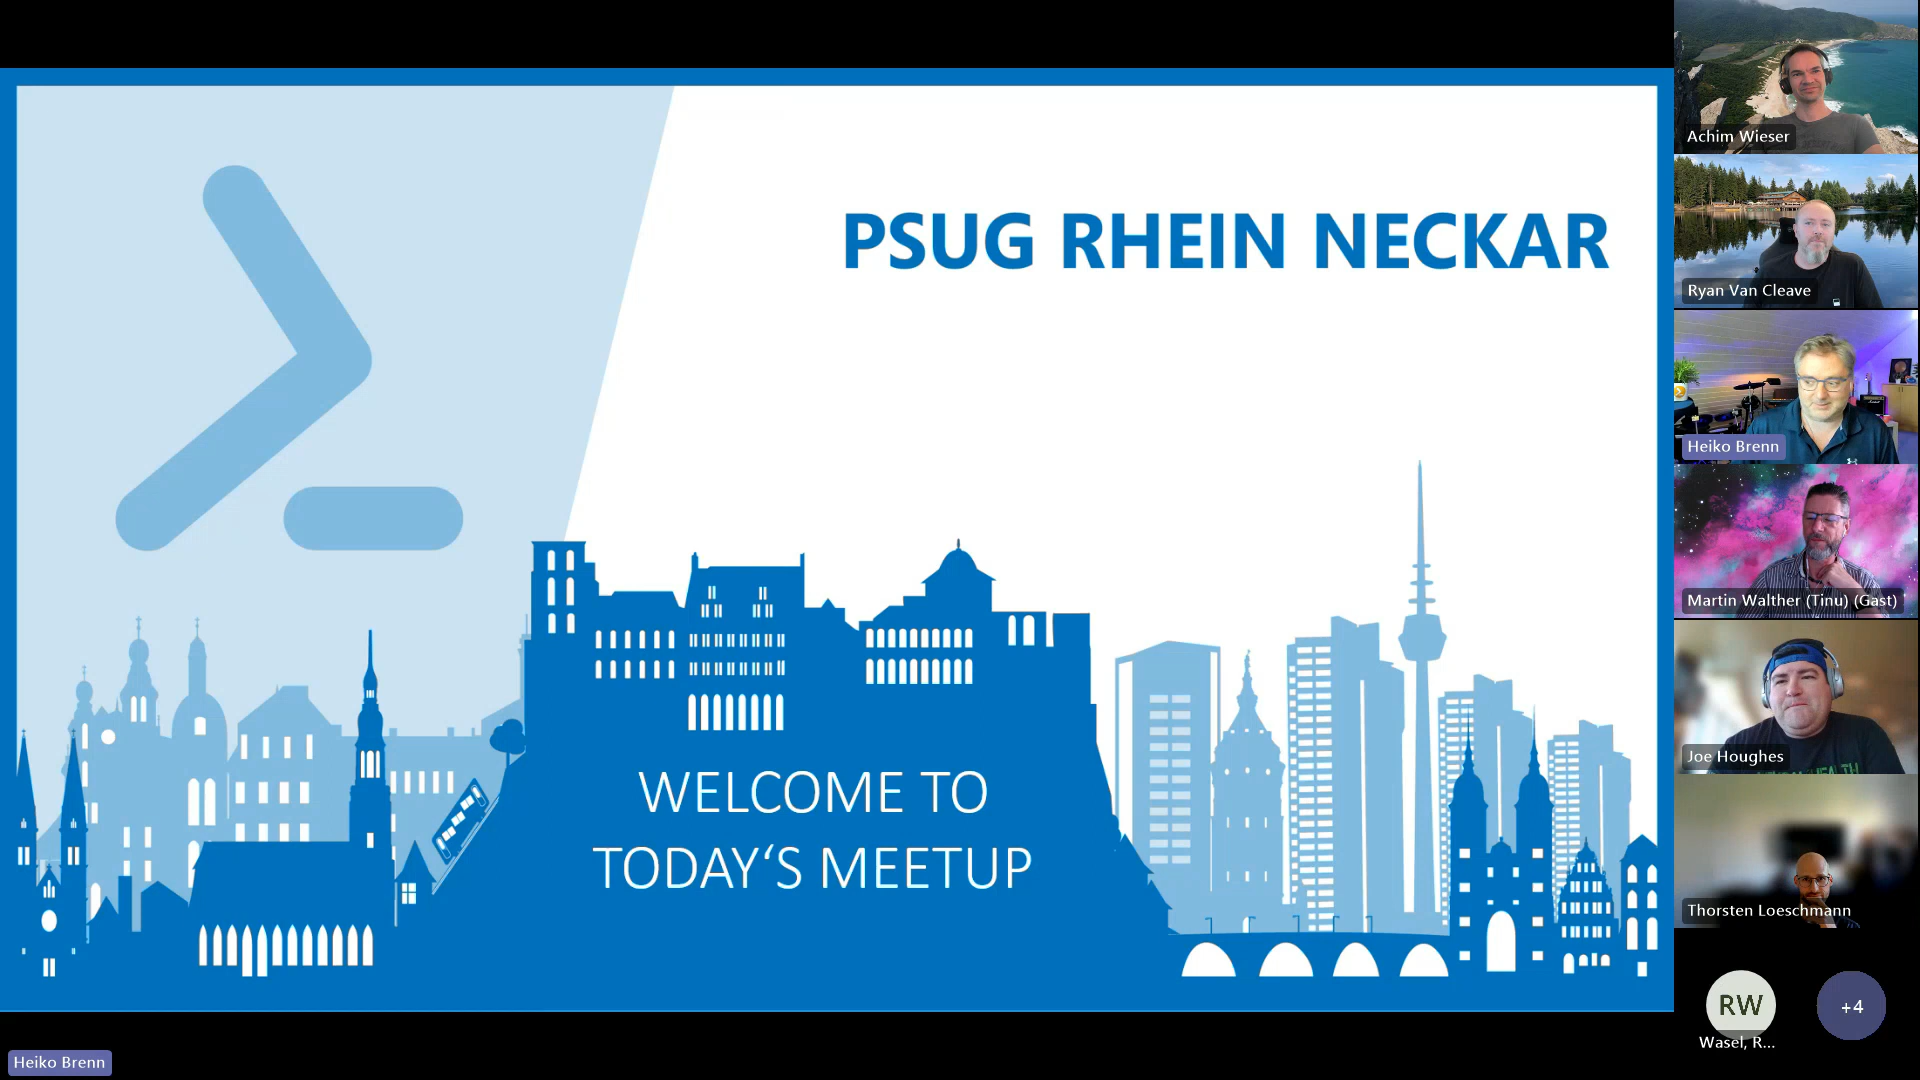 PSUG RHEIN NECKAR
WELCOME TO
TODAY‘S MEETUP
Achim Wieser
Ryan Van Cleave
Heiko Brenn
Martin Walther (Tinu) (Gast)
Joe Houghes
Thorsten Loeschmann
RW
+4
Wasel, R...
Heiko Brenn